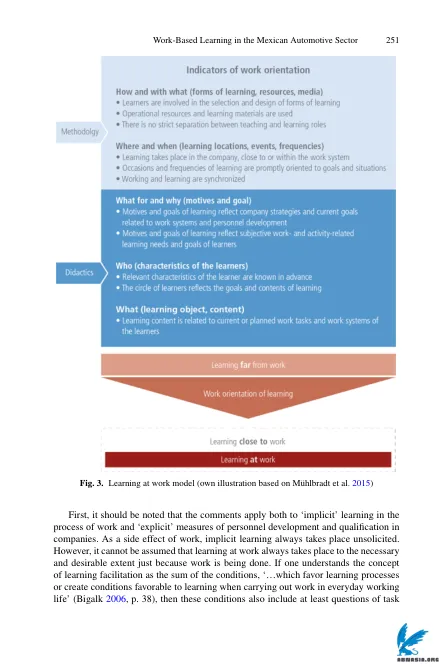 Work-Based Learning in the Mexican Automotive Sector 251
Indicators of work orientation
How and with what (forms of learning, resources, media)
• Learners are involved in the selection and design of forms of learning
• Operational resources and learning materials are used
• There is no strict separation between teaching and learning roles
Methodolgy
Where and when (learning locations, events, frequencies)
• Learning takes place in the company, close to or within the work system
• Occasions and frequencies of learning are promptly oriented to goals and situations
• Working and learning are synchronized
What for and why (motives and goal)
• Motives and goals of learning reflect company strategies and current goals
related to work systems and personnel development
• Motives and goals of learning reflect subjective work- and activity-related
learning needs and goals of learners
Didactics
Who (characteristics of the learners)
• Relevant characteristics of the learner are known in advance
• The circle of learners reflects the goals and contents of learning
What (learning object, content)
• Learning content is related to current or planned work tasks and work systems of
the learners
Learning far from work
Work orientation of learning
Learning close to work
Learning at work
Fig. 3. Learning at work model (own illustration based on Mühlbradt et al. 2015)
First, it should be noted that the comments apply both to ‘implicit’ learning in the
process of work and ‘explicit’ measures of personnel development and qualification in
companies. As a side effect of work, implicit learning always takes place unsolicited.
However, it cannot be assumed that learning at work always takes place to the necessary
and desirable extent just because work is being done. If one understands the concept
of learning facilitation as the sum of the conditions, ‘…which favor learning processes
or create conditions favorable to learning when carrying out work in everyday working
life’ (Bigalk 2006, p. 38), then these conditions also include at least questions of task